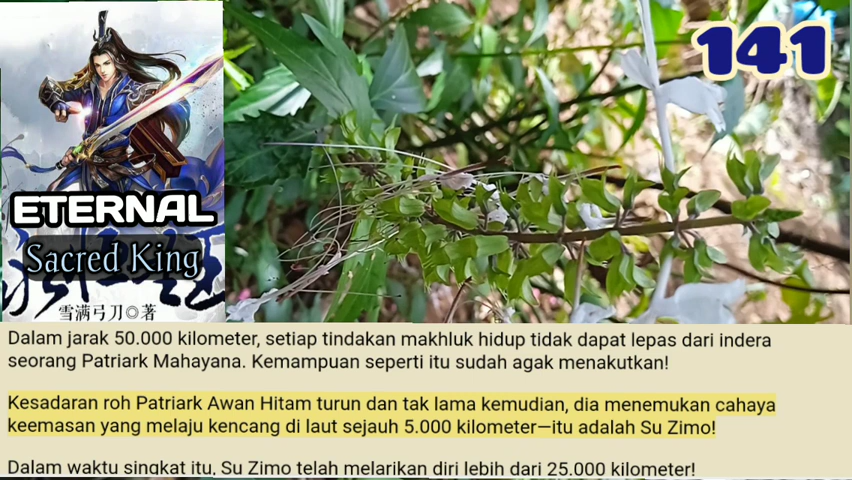 141
ETERNAL
Sacred King
雪满弓刀◎著
Dalam jarak 50.000 kilometer, setiap tindakan makhluk hidup tidak dapat lepas dari indera
seorang Patriark Mahayana. Kemampuan seperti itu sudah agak menakutkan!
Kesadaran roh Patriark Awan Hitam turun dan tak lama kemudian, dia menemukan cahaya
keemasan yang melaju kencang di laut sejauh 5.000 kilometer—itu adalah Su Zimo!
Dalam waktu singkat itu, Su Zimo telah melarikan diri lebih dari 25.000 kilometer!